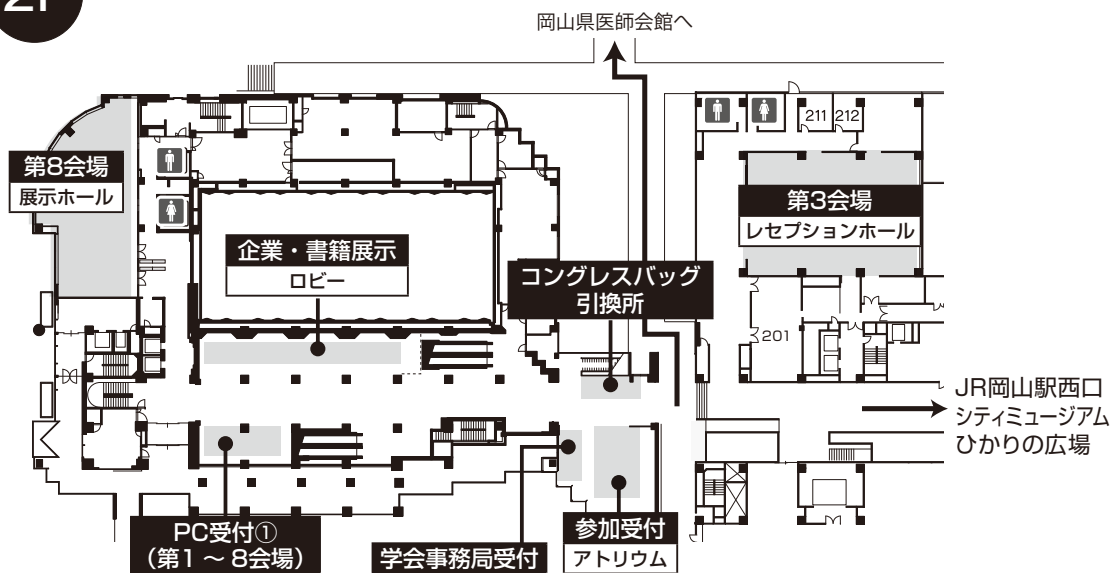 2F
岡山県医師会館へ
211
212
第8会場
展示ホール
第3会場
レセプションホール
企業・書籍展示
ロビー
コングレスバッグ
引換所
201
JR岡山駅西口
シティミュージアム
ひかりの広場
PC受付①
(第1 ～ 8会場)
学会事務局受付
参加受付
アトリウム